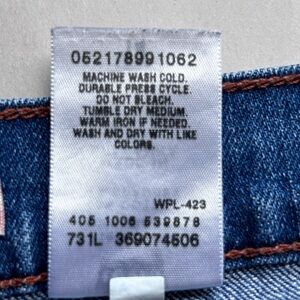 052178991062
MACHINE WASH COLD.
DURABLE PRESS CYCLE.
DO NOT BLEACH.
TUMBLE DRY MEDIUM.
WARM IRON IF NEEDED.
WASH AND DRY WITH LIKE
COLORS.
WPL-423
405 1006 539876
731L 369074506